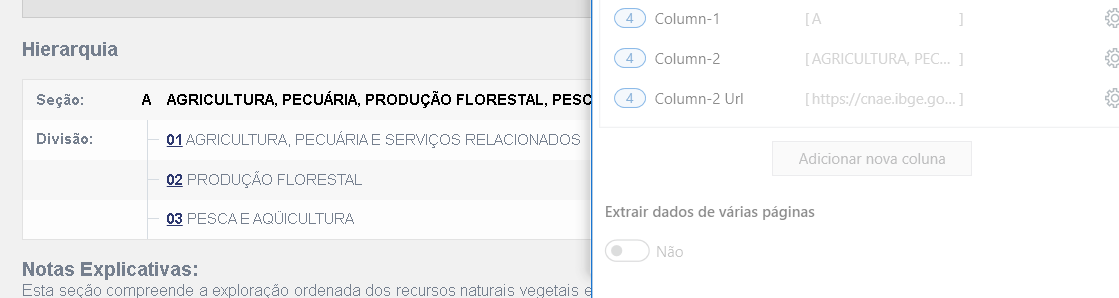 Hierarquia
Seção: A AGRICULTURA, PECUÁRIA, PRODUÇÃO FLORESTAL, PESC
Divisão: 01 AGRICULTURA, PECUÁRIA E SERVIÇOS RELACIONADOS
02 PRODUÇÃO FLORESTAL
03 PESCA E AQÜICULTURA
Notas Explicativas:
Esta seção compreende a exploração ordenada dos recursos naturais vegetais e
4 Column-1 [ A ]
4 Column-2 [ AGRICULTURA, PEC... ]
4 Column-2 Url [ https://cnae.ibge.go... ]
Adicionar nova coluna
Extrair dados de várias páginas
Não